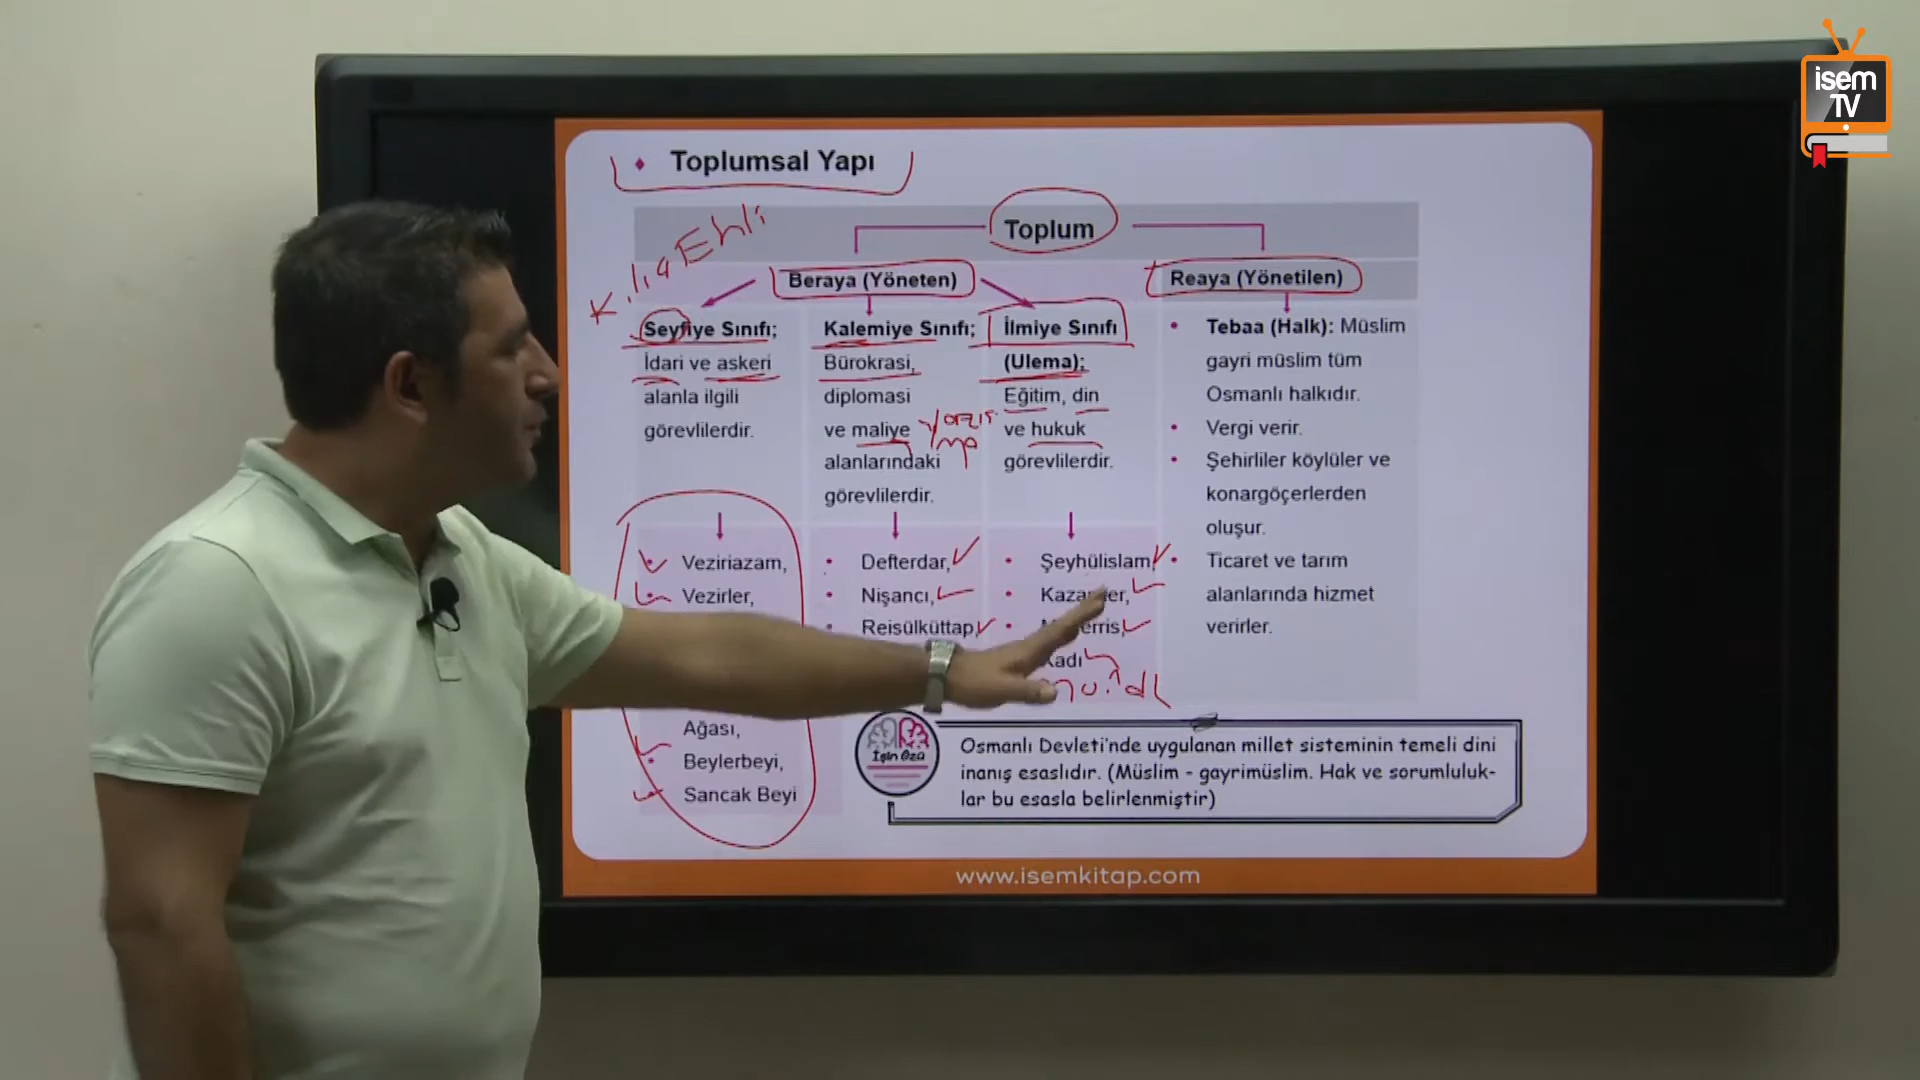 isem
TV
Toplumsal Yapı
Toplum
Kılıç Ehli
Beraya (Yöneten)
Reaya (Yönetilen)
Seyfiye Sınıfı;
İdari ve askeri
alanla ilgili
görevlilerdir.
Veziriazam,
Vezirler,
Ağası,
Beylerbeyi,
Sancak Beyi
Kalemiye Sınıfı;
Bürokrasi,
diplomasi
ve maliye
alanlarındaki
görevlilerdir.
Defterdar,
Nişancı,
Reisülküttap,
İlmiye Sınıfı
(Ulema);
Eğitim, din
ve hukuk
görevlilerdir.
Şeyhülislam,
Tebaa (Halk): Müslim
gayri müslim tüm
Osmanlı halkıdır.
Vergi verir.
Şehirliler köylüler ve
konargöçerlerden
oluşur.
Ticaret ve tarım
alanlarında hizmet
verirler.
İşin Özü
Osmanlı Devleti'nde uygulanan millet sisteminin temeli dini
inanış esaslıdır. (Müslim - gayrimüslim. Hak ve sorumluluk-
lar bu esasla belirlenmiştir)
www.isemkitap.com